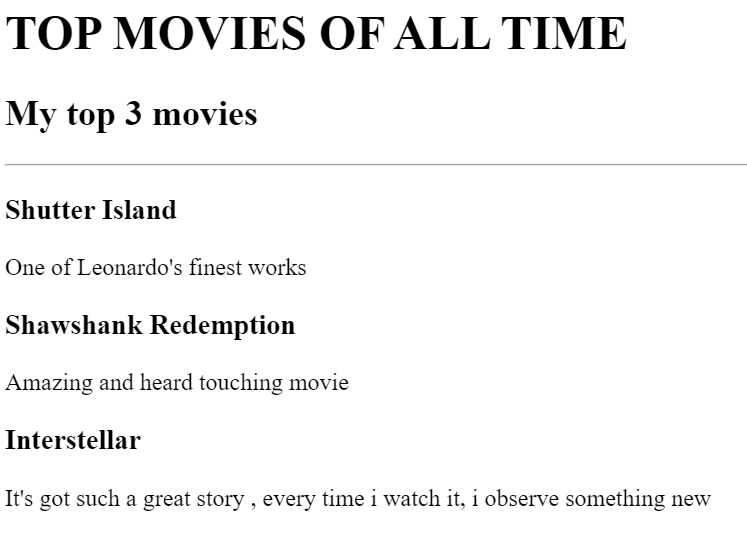 TOP MOVIES OF ALL TIME
My top 3 movies
Shutter Island
One of Leonardo's finest works
Shawshank Redemption
Amazing and heard touching movie
Interstellar
It's got such a great story , every time i watch it, i observe something new